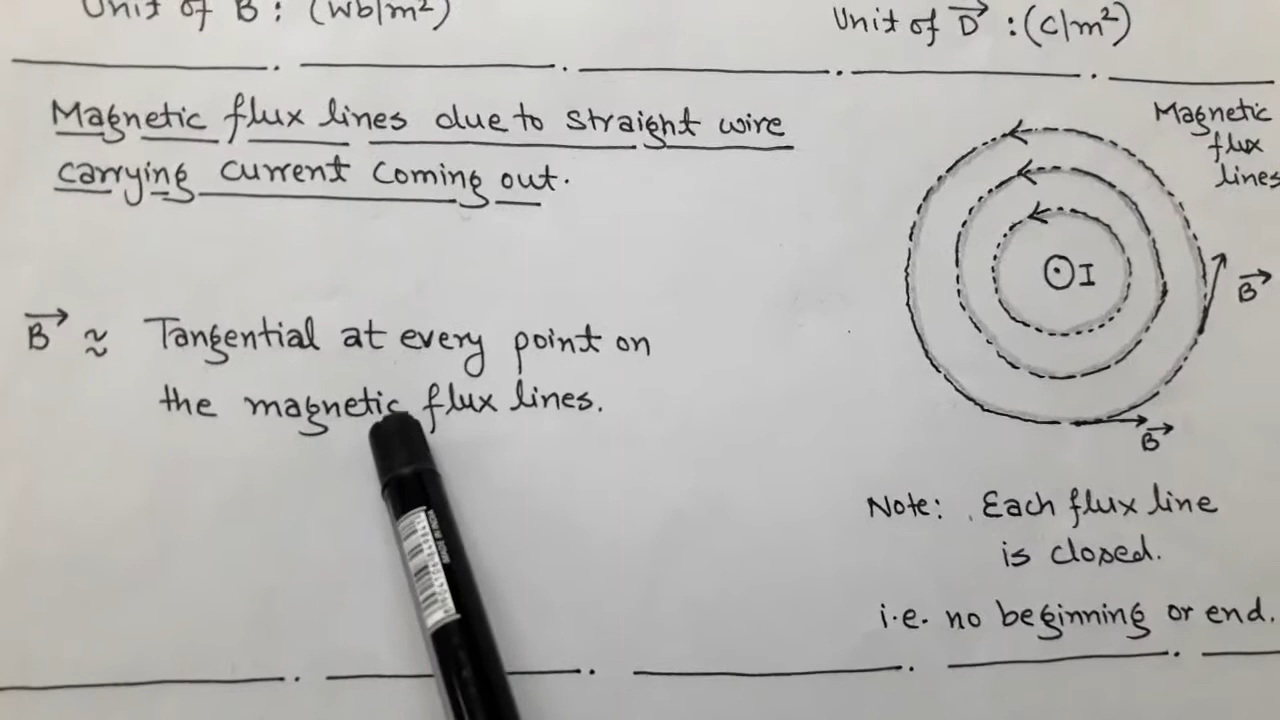 Unit of B : (Wb/m²)
Unit of D⃗ : (C/m²)
Magnetic flux lines due to straight wire
carrying current coming out.
B⃗ ≈ Tangential at every point on
the magnetic flux lines.
Magnetic
flux
lines
I
B⃗
B⃗
Note: Each flux line
is closed.
i.e. no beginning or end.